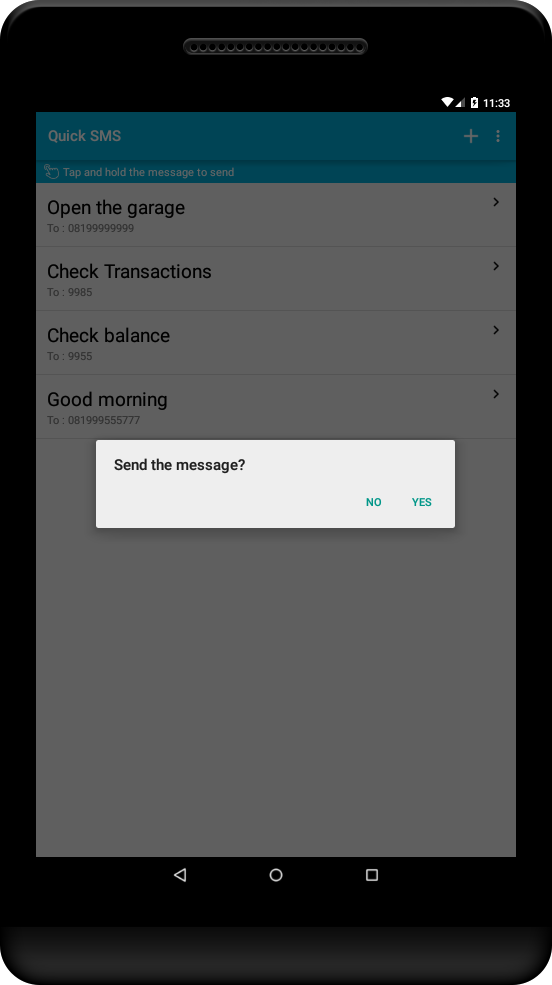 11:33
Quick SMS
Tap and hold the message to send
Open the garage
To : 08199999999
Check Transactions
To : 9985
Check balance
To : 9955
Good morning
To : 081999555777
Send the message?
NO YES